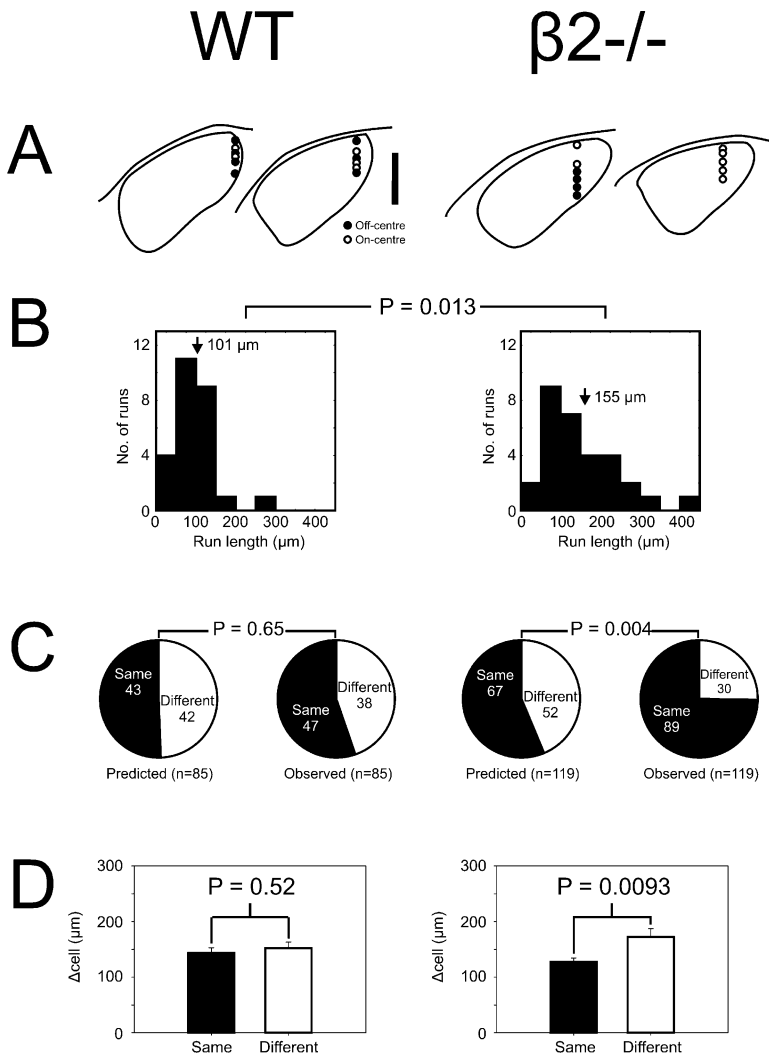 WT β2-/-
A
Off-centre
On-centre
B
P = 0.013
12
8
4
0
No. of runs
101 µm
0 100 200 300 400
Run length (µm)
12
8
4
0
No. of runs
155 µm
0 100 200 300 400
Run length (µm)
C
P = 0.65
Same
43
Different
42
Predicted (n=85)
Same
47
Different
38
Observed (n=85)
P = 0.004
Same
67
Different
52
Predicted (n=119)
Same
89
Different
30
Observed (n=119)
D
300
200
100
0
Δcell (µm)
P = 0.52
Same Different
300
200
100
0
Δcell (µm)
P = 0.0093
Same Different